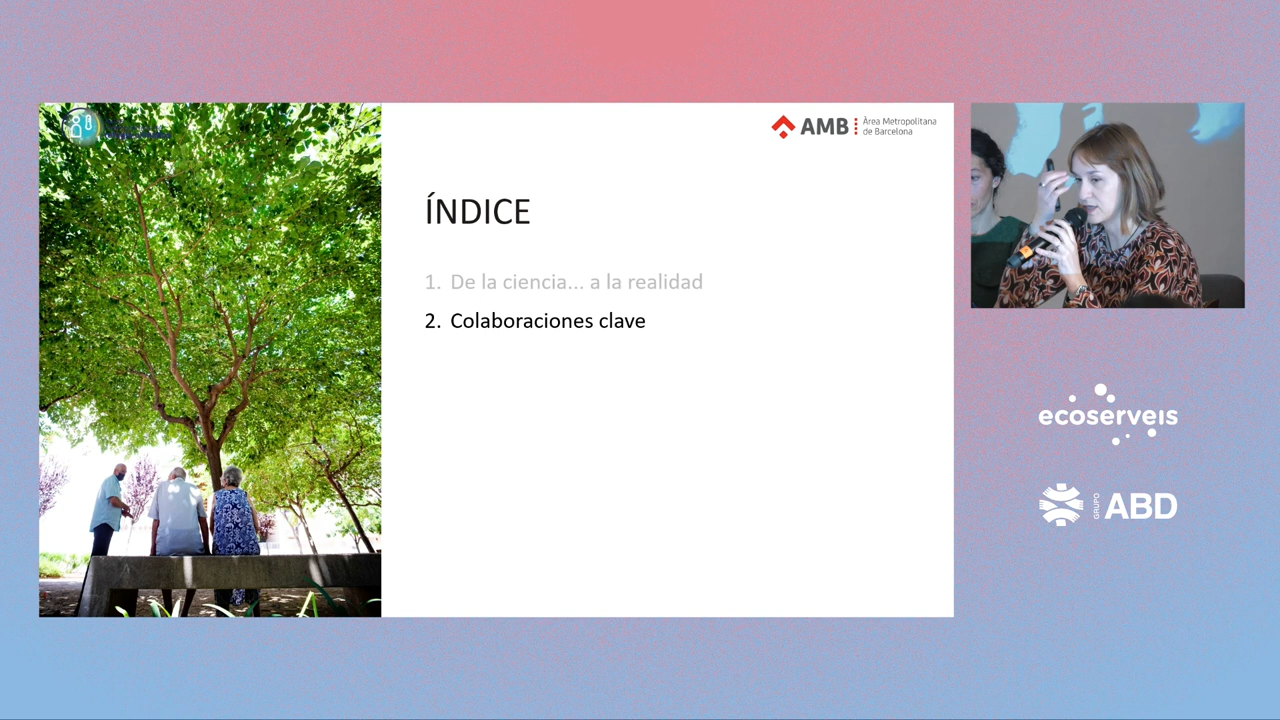 AMB
Àrea Metropolitana
de Barcelona
ÍNDICE
1. De la ciencia... a la realidad
2. Colaboraciones clave
ecoserveis
GRUPO
ABD